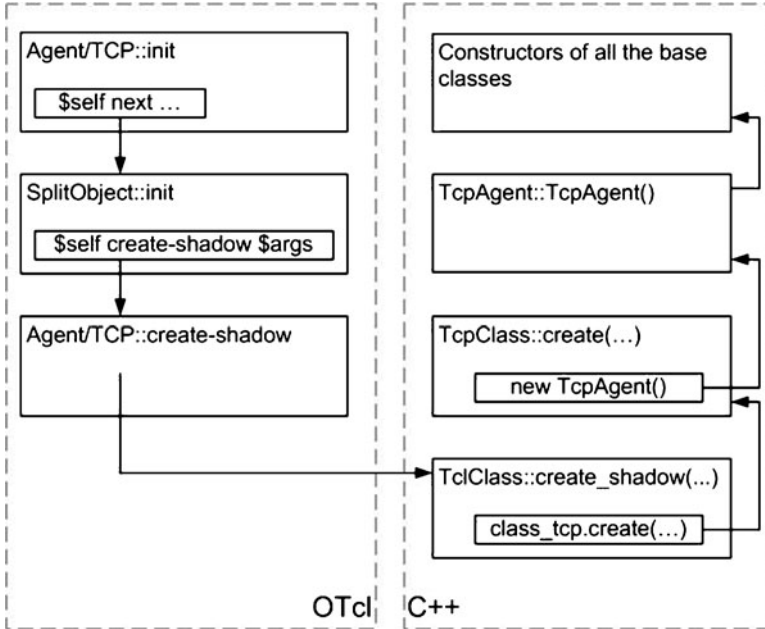 Agent/TCP::init
$self next …
SplitObject::init
$self create-shadow $args
Agent/TCP::create-shadow
OTcl
Constructors of all the base
classes
TcpAgent::TcpAgent()
TcpClass::create(…)
new TcpAgent()
TclClass::create_shadow(...)
class_tcp.create(…)
C++